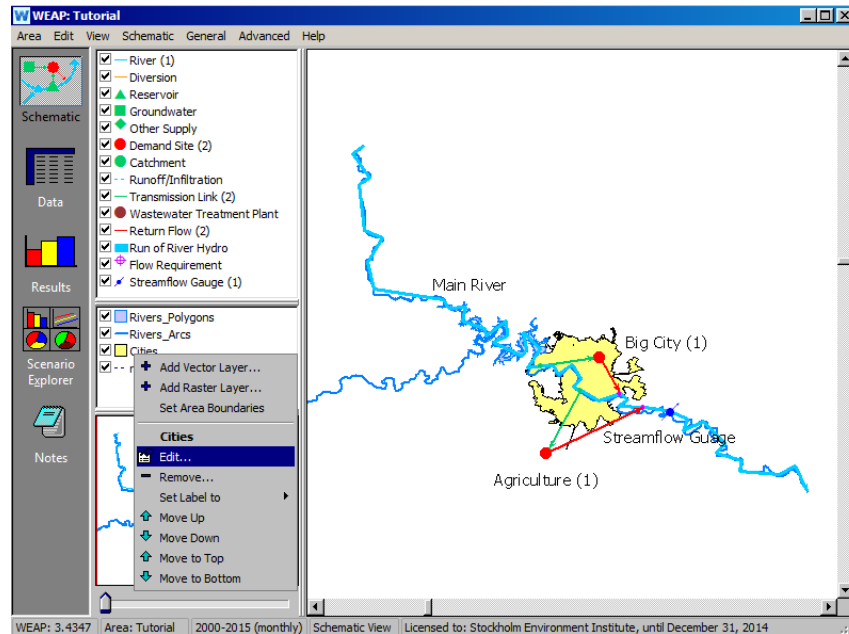 WEAP: Tutorial
Area Edit View Schematic General Advanced Help
Schematic
Data
Results
Scenario
Explorer
Notes
River (1)
Diversion
Reservoir
Groundwater
Other Supply
Demand Site (2)
Catchment
Runoff/Infiltration
Transmission Link (2)
Wastewater Treatment Plant
Return Flow (2)
Run of River Hydro
Flow Requirement
Streamflow Gauge (1)
Rivers_Polygons
Rivers_Arcs
Cities
Add Vector Layer...
Add Raster Layer...
Set Area Boundaries
Cities
Edit...
Remove...
Set Label to
Move Up
Move Down
Move to Top
Move to Bottom
Main River
Big City (1)
Streamflow Guage
Agriculture (1)
WEAP: 3.4347 Area: Tutorial 2000-2015 (monthly) Schematic View Licensed to: Stockholm Environment Institute, until December 31, 2014